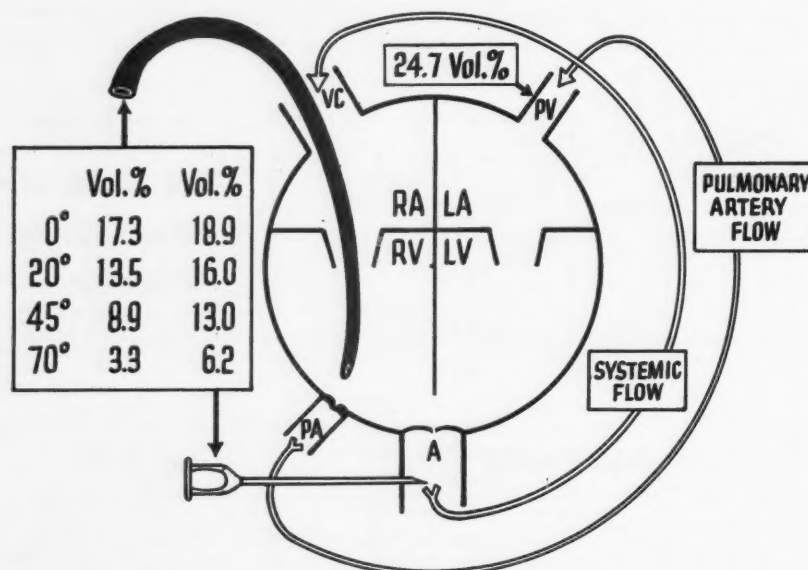 VC
24.7 Vol.%
PV
Vol.% Vol.%
0° 17.3 18.9
20° 13.5 16.0
45° 8.9 13.0
70° 3.3 6.2
RA LA
RV LV
PULMONARY
ARTERY
FLOW
SYSTEMIC
FLOW
PA
A